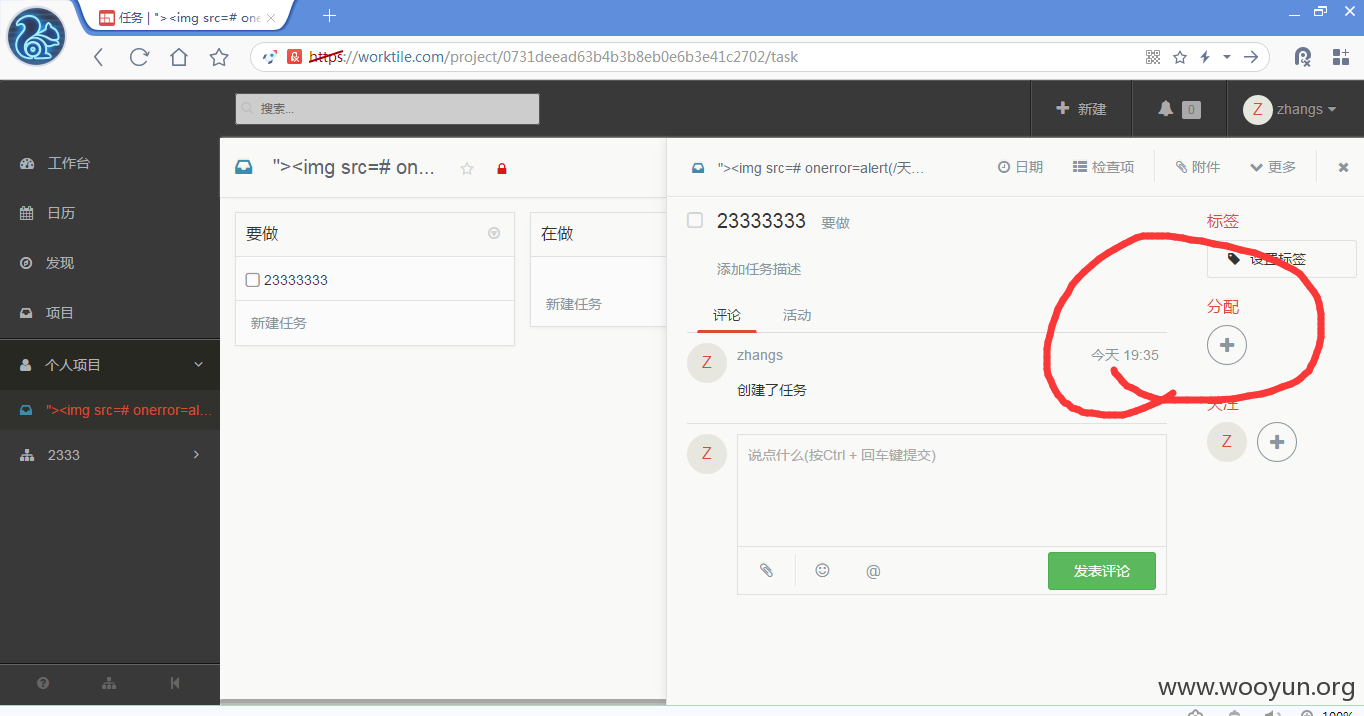 任务 | "><img src=# one
https://worktile.com/project/0731deead63b4b3b8eb0e6b3e41c2702/task
搜索...
新建
0
Z zhangs
工作台
日历
发现
项目
个人项目
"><img src=# onerror=al...
2333
"><img src=# on...
要做
23333333
新建任务
在做
新建任务
"><img src=# onerror=alert(/天...
日期
检查项
附件
更多
23333333 要做
添加任务描述
评论 活动
Z zhangs 今天 19:35
创建了任务
Z
说点什么(按Ctrl + 回车键提交)
@
发表评论
标签
设置标签
分配
关注
Z
www.wooyun.org
100%